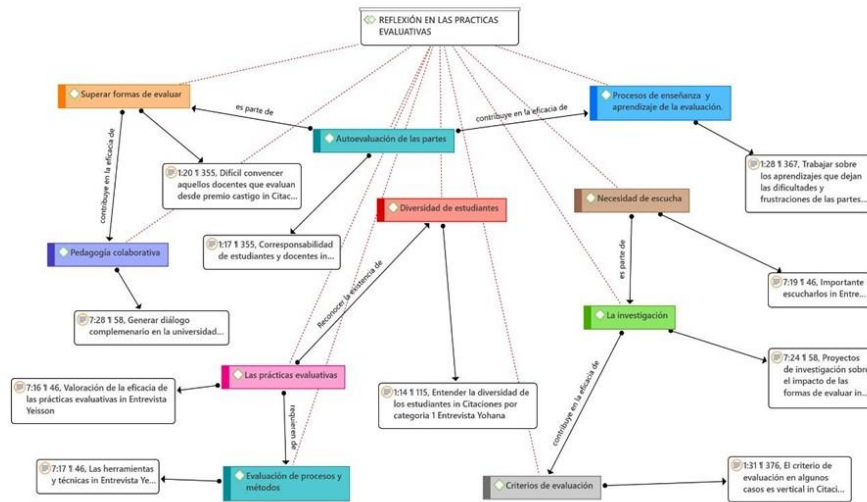 REFLEXIÓN EN LAS PRACTICAS
EVALUATIVAS
Superar formas de evaluar
Procesos de enseñanza y
aprendizaje de la evaluación.
es parte de
contribuye en la eficacia de
Autoevaluación de las partes
1:20 ¶ 355, Difícil convencer
aquellos docentes que evaluan
desde premio castigo in Citac...
1:28 ¶ 367, Trabajar sobre
los aprendizajes que dejan
las dificultades y
frustraciones de las partes...
contribuye en la eficacia de
Diversidad de estudiantes
Necesidad de escucha
Pedagogía colaborativa
1:17 ¶ 355, Corresponsabilidad
de estudiantes y docentes in...
es parte de
7:19 ¶ 46, Importante
escucharlos in Entre...
Reconocer la existencia de
7:28 ¶ 58, Generar diálogo
complemenario en la universidad...
La investigación
7:24 ¶ 58, Proyectos
de investigación sobre
el impacto de las
formas de evaluar in...
Las prácticas evaluativas
7:16 ¶ 46, Valoración de la eficacia de
las prácticas evaluativas in Entrevista
Yeisson
1:14 ¶ 115, Entender la diversidad de
los estudiantes in Citaciones por
categoria 1 Entrevista Yohana
contribuye en la eficacia de
requieren de
7:17 ¶ 46, Las herramientas
y técnicas in Entrevista Ye...
Evaluación de procesos y
métodos
Criterios de evaluación
1:31 ¶ 376, El criterio de
evaluación en algunos
casos es vertical in Citaci...